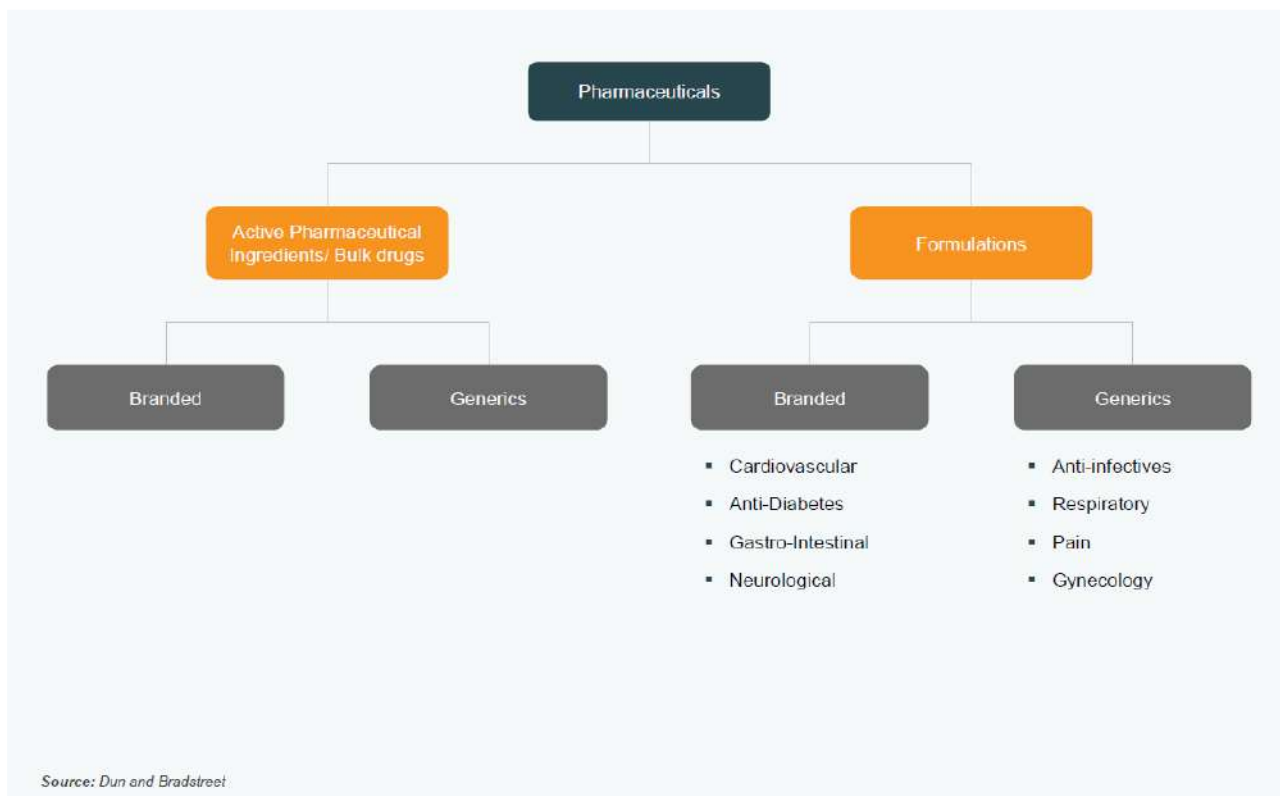 Pharmaceuticals
Active Pharmaceutical
Ingredients/ Bulk drugs
Formulations
Branded
Generics
Branded
Generics
▪ Cardiovascular
▪ Anti-Diabetes
▪ Gastro-Intestinal
▪ Neurological
▪ Anti-infectives
▪ Respiratory
▪ Pain
▪ Gynecology
Source: Dun and Bradstreet